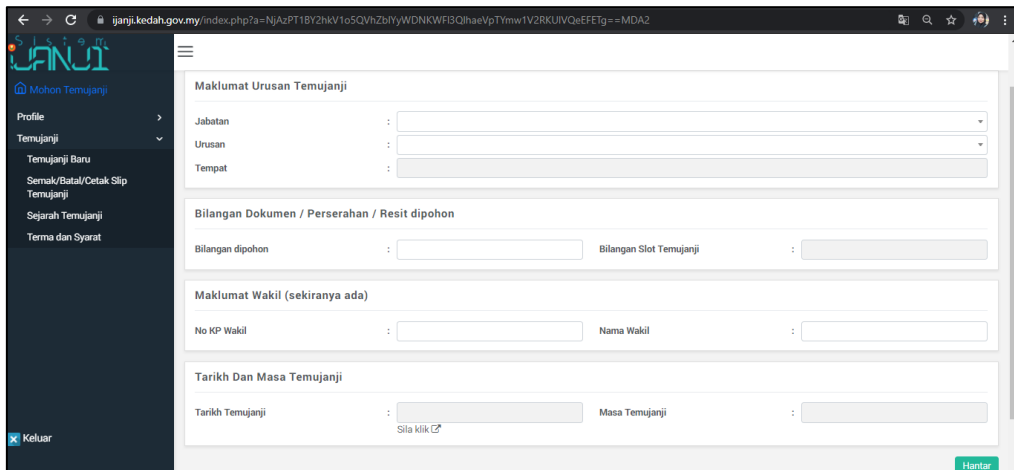 ijanji.kedah.gov.my/index.php?a=NjAzPT1BY2hkV1o5QVhZblYyWDNKWFl3QlhaeVpTYmw1V2RKUlVQeEFETg==MDA2
Sistem
JANJI
Mohon Temujanji
Profile
Temujanji
Temujanji Baru
Semak/Batal/Cetak Slip
Temujanji
Sejarah Temujanji
Terma dan Syarat
Keluar
Maklumat Urusan Temujanji
Jabatan :
Urusan :
Tempat :
Bilangan Dokumen / Perserahan / Resit dipohon
Bilangan dipohon : Bilangan Slot Temujanji :
Maklumat Wakil (sekiranya ada)
No KP Wakil : Nama Wakil :
Tarikh Dan Masa Temujanji
Tarikh Temujanji : Masa Temujanji :
Sila klik
Hantar